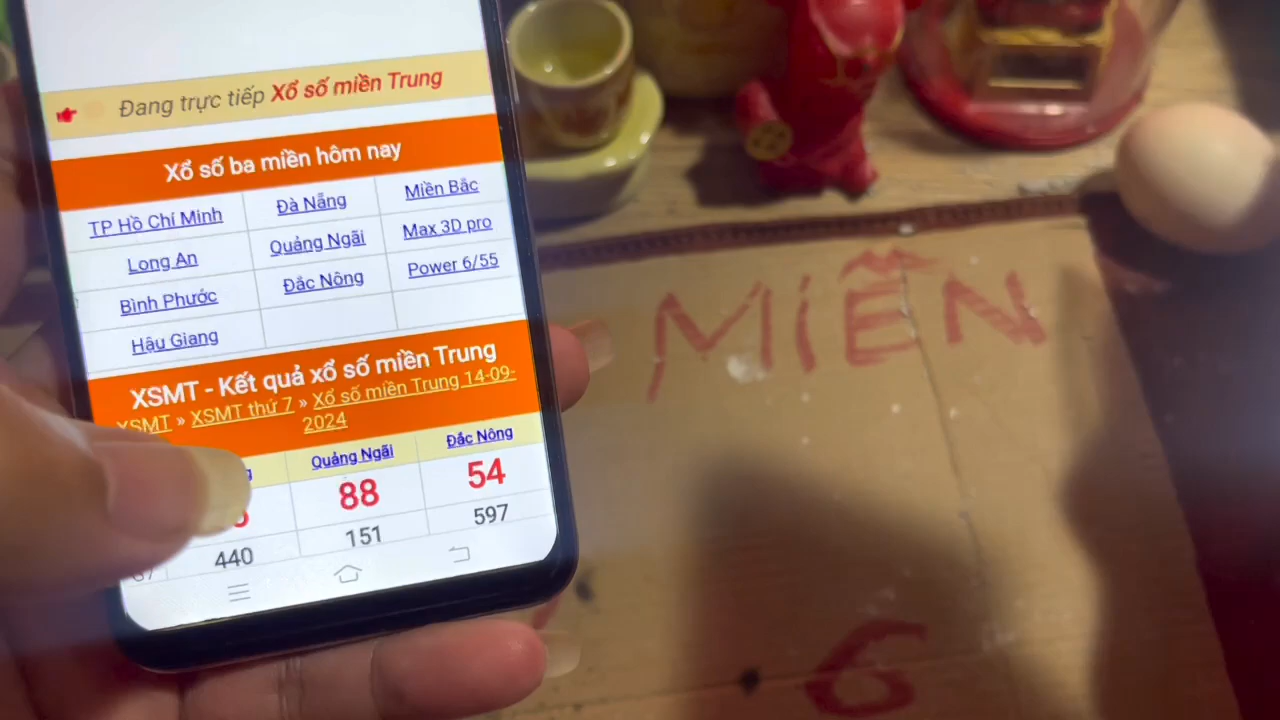 Đang trực tiếp Xổ số miền Trung
Xổ số ba miền hôm nay
TP Hồ Chí Minh Đà Nẵng Miền Bắc
Long An Quảng Ngãi Max 3D pro
Bình Phước Đắc Nông Power 6/55
Hậu Giang
XSMT - Kết quả xổ số miền Trung
XSMT » XSMT thứ 7 » Xổ số miền Trung 14-09-
2024
Quảng Ngãi Đắc Nông
88 54
440 151 597
MIỀN
6